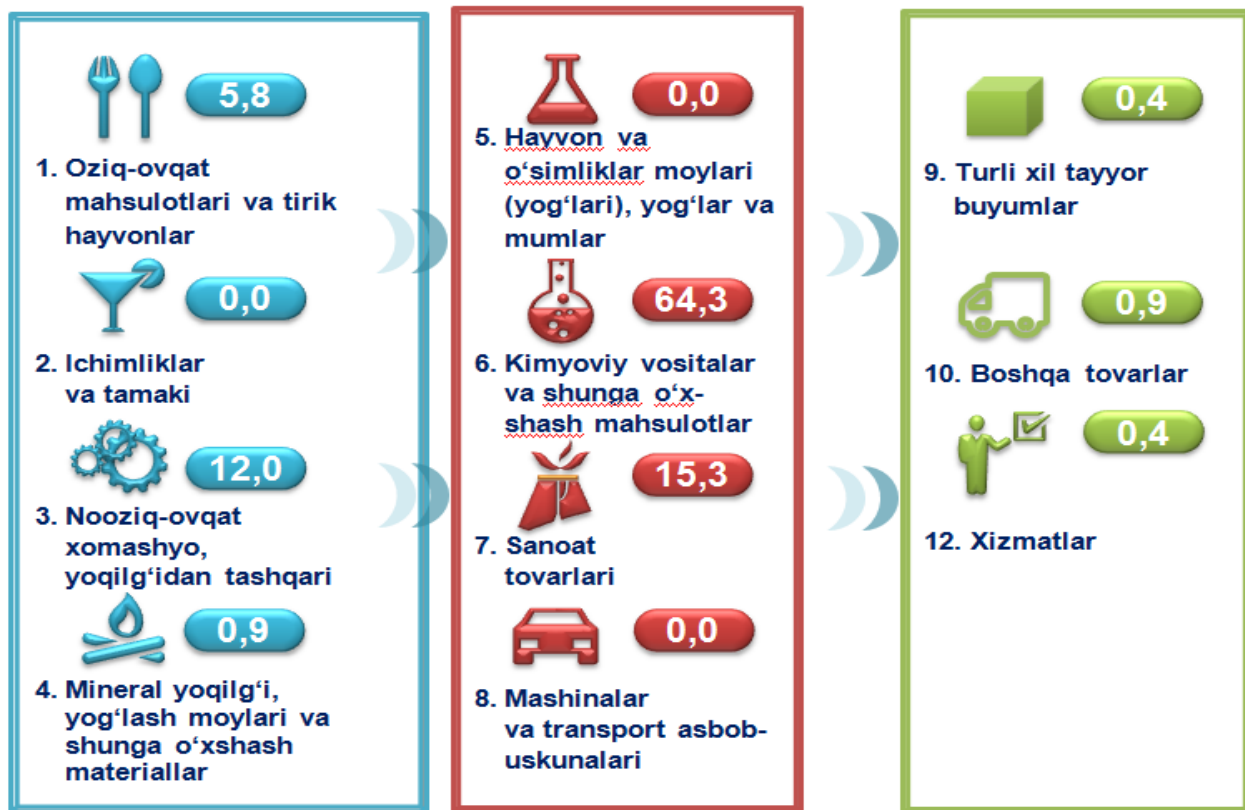 5,8
1. Oziq-ovqat
mahsulotlari va tirik
hayvonlar
0,0
2. Ichimliklar
va tamaki
12,0
3. Nooziq-ovqat
xomashyo,
yoqilg‘idan tashqari
0,9
4. Mineral yoqilg‘i,
yog‘lash moylari va
shunga o‘xshash
materiallar
0,0
5. Hayvon va
o‘simliklar moylari
(yog‘lari), yog‘lar va
mumlar
64,3
6. Kimyoviy vositalar
va shunga o‘x-
shash mahsulotlar
15,3
7. Sanoat
tovarlari
0,0
8. Mashinalar
va transport asbob-
uskunalari
0,4
9. Turli xil tayyor
buyumlar
0,9
10. Boshqa tovarlar
0,4
12. Xizmatlar